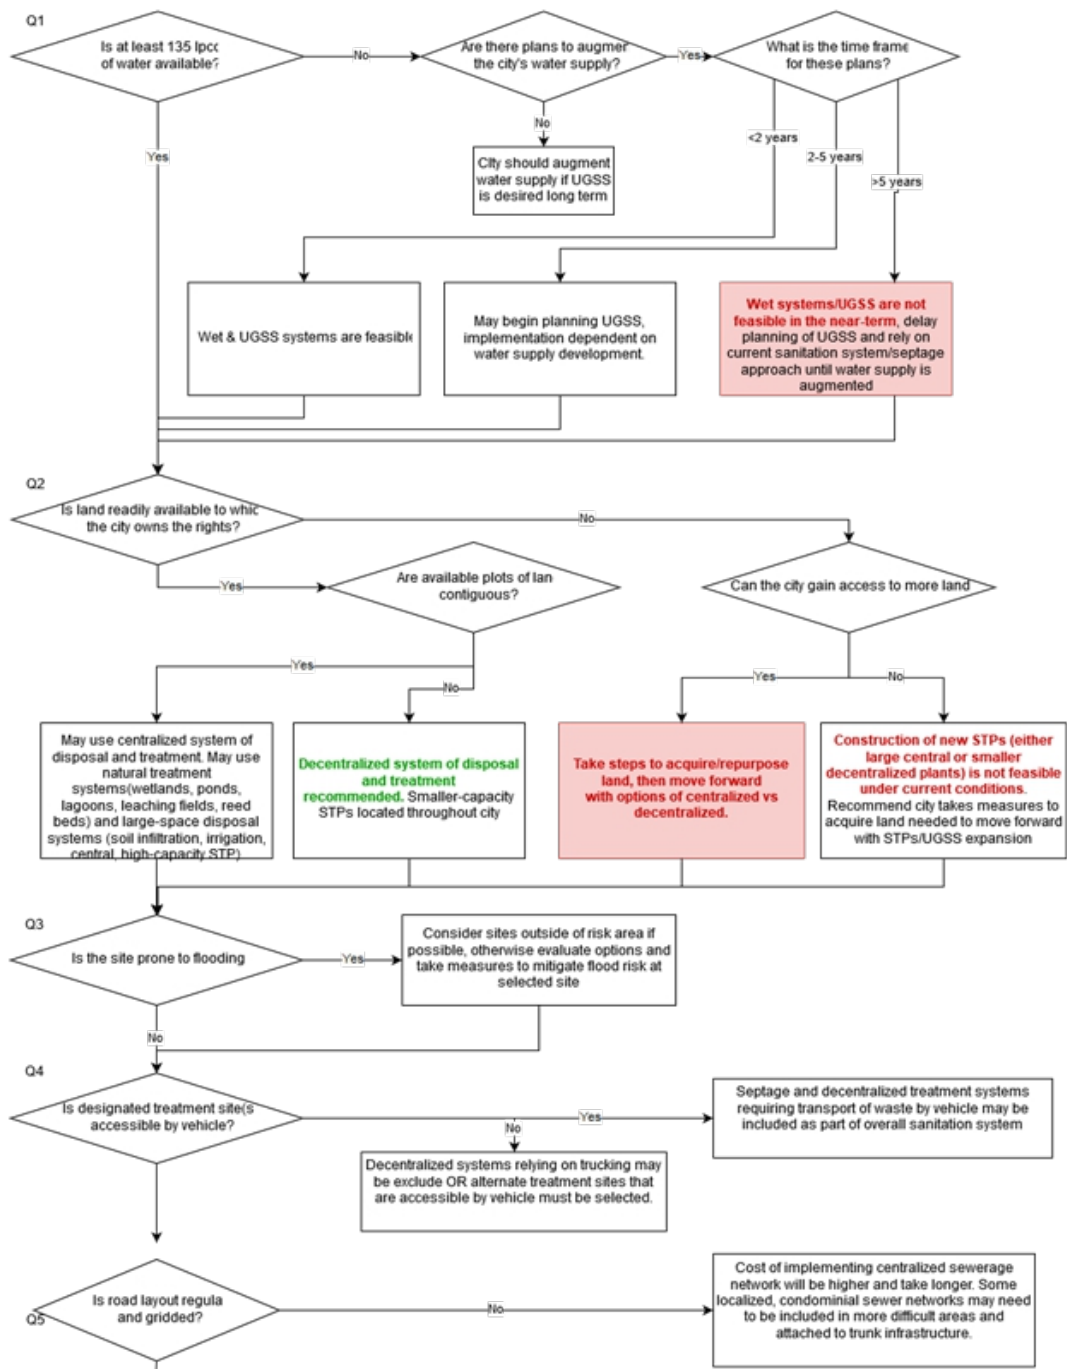 Q1
Is at least 135 lpcd
of water available?
No
Are there plans to augmen
the city's water supply?
Yes
What is the time frame
for these plans?
Yes
No
<2 years
2-5 years
>5 years
City should augment
water supply if UGSS
is desired long term
Wet & UGSS systems are feasible
May begin planning UGSS,
implementation dependent on
water supply development.
Wet systems/UGSS are not
feasible in the near-term, delay
planning of UGSS and rely on
current sanitation system/septage
approach until water supply is
augmented
Q2
Is land readily available to whic
the city owns the rights?
No
Yes
Are available plots of lan
contiguous?
Can the city gain access to more land
Yes
No
Yes
No
May use centralized system of
disposal and treatment. May use
natural treatment
systems(wetlands, ponds,
lagoons, leaching fields, reed
beds) and large-space disposal
systems (soil infiltration, irrigation,
central, high-capacity STP)
Decentralized system of disposal
and treatment
recommended. Smaller-capacity
STPs located throughout city
Take steps to acquire/repurpose
land, then move forward
with options of centralized vs
decentralized.
Construction of new STPs (either
large central or smaller
decentralized plants) is not feasible
under current conditions.
Recommend city takes measures to
acquire land needed to move forward
with STPs/UGSS expansion
Q3
Is the site prone to flooding
Yes
Consider sites outside of risk area if
possible, otherwise evaluate options and
take measures to mitigate flood risk at
selected site
No
Q4
Is designated treatment site(s
accessible by vehicle?
Yes
No
Septage and decentralized treatment systems
requiring transport of waste by vehicle may be
included as part of overall sanitation system
Decentralized systems relying on trucking may
be exclude OR alternate treatment sites that
are accessible by vehicle must be selected.
Q5
Is road layout regula
and gridded?
No
Cost of implementing centralized sewerage
network will be higher and take longer. Some
localized, condominial sewer networks may need
to be included in more difficult areas and
attached to trunk infrastructure.